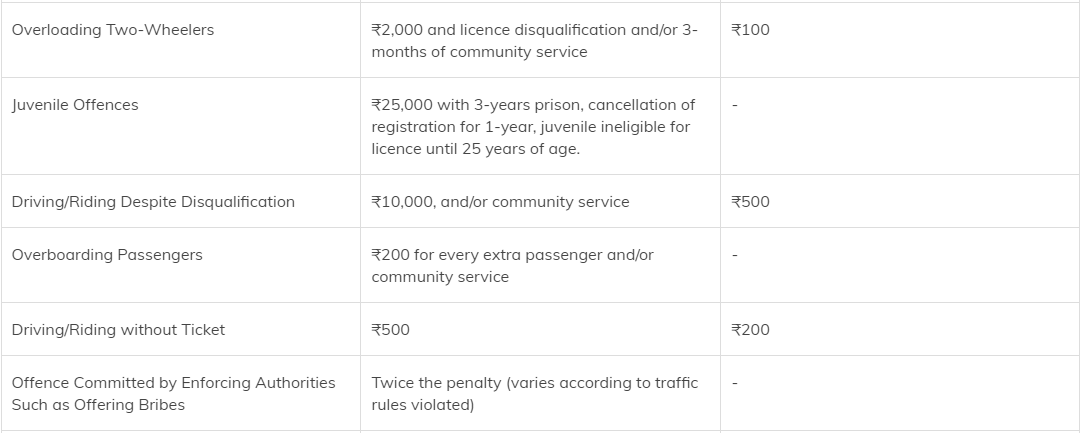 Overloading Two-Wheelers
₹2,000 and licence disqualification and/or 3-
months of community service
₹100
Juvenile Offences
₹25,000 with 3-years prison, cancellation of
registration for 1-year, juvenile ineligible for
licence until 25 years of age.
-
Driving/Riding Despite Disqualification
₹10,000, and/or community service
₹500
Overboarding Passengers
₹200 for every extra passenger and/or
community service
-
Driving/Riding without Ticket
₹500
₹200
Offence Committed by Enforcing Authorities
Such as Offering Bribes
Twice the penalty (varies according to traffic
rules violated)
-